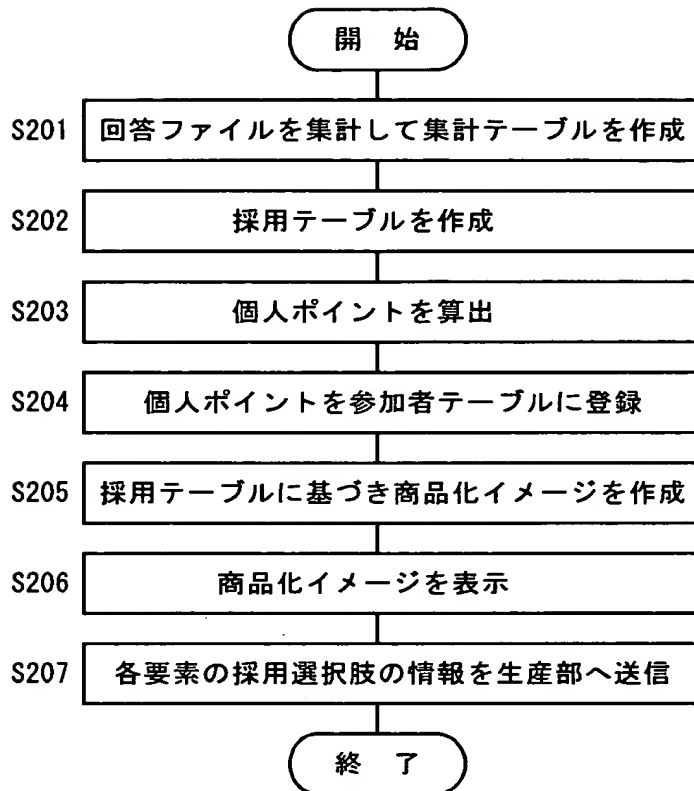 開 始
S201 回答ファイルを集計して集計テーブルを作成
S202 採用テーブルを作成
S203 個人ポイントを算出
S204 個人ポイントを参加者テーブルに登録
S205 採用テーブルに基づき商品化イメージを作成
S206 商品化イメージを表示
S207 各要素の採用選択肢の情報を生産部へ送信
終 了